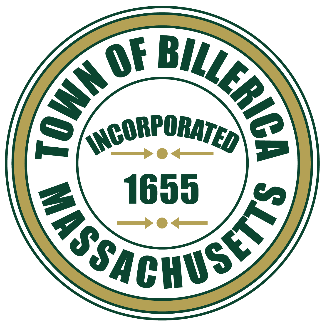 TOWN OF BILLERICA
INCORPORATED
1655
MASSACHUSETTS